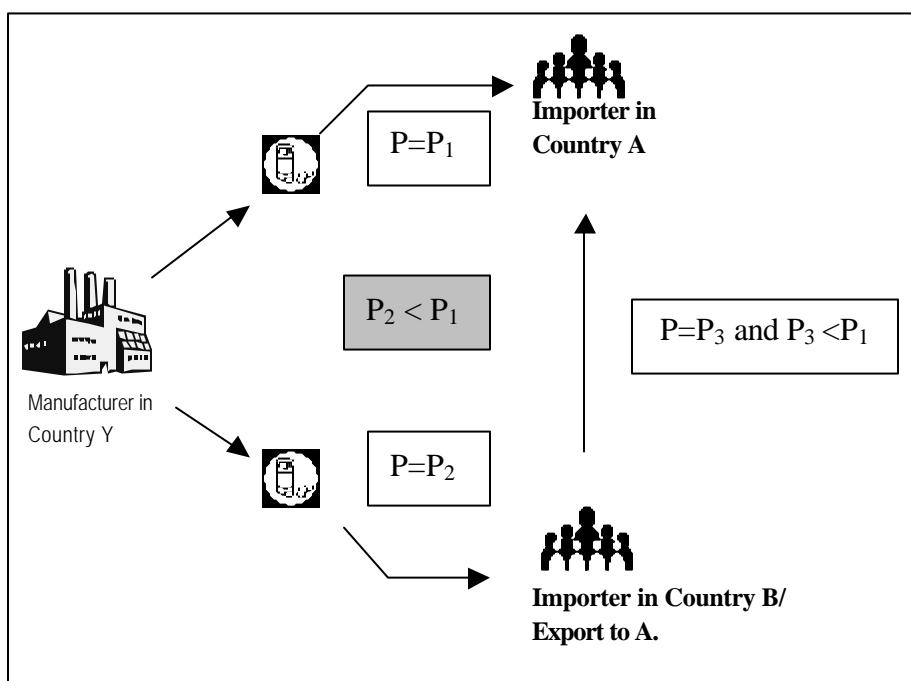 Importer in
Country A
P=P₁
P₂ < P₁
P=P₃ and P₃ <P₁
Manufacturer in
Country Y
P=P₂
Importer in Country B/
Export to A.